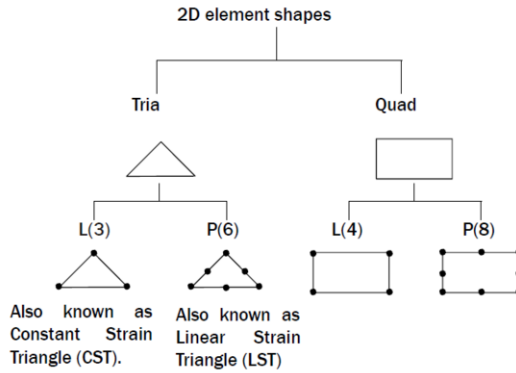 2D element shapes
Tria
Quad
L(3)
P(6)
L(4)
P(8)
Also known as
Constant Strain
Triangle (CST).
Also known as
Linear Strain
Triangle (LST)